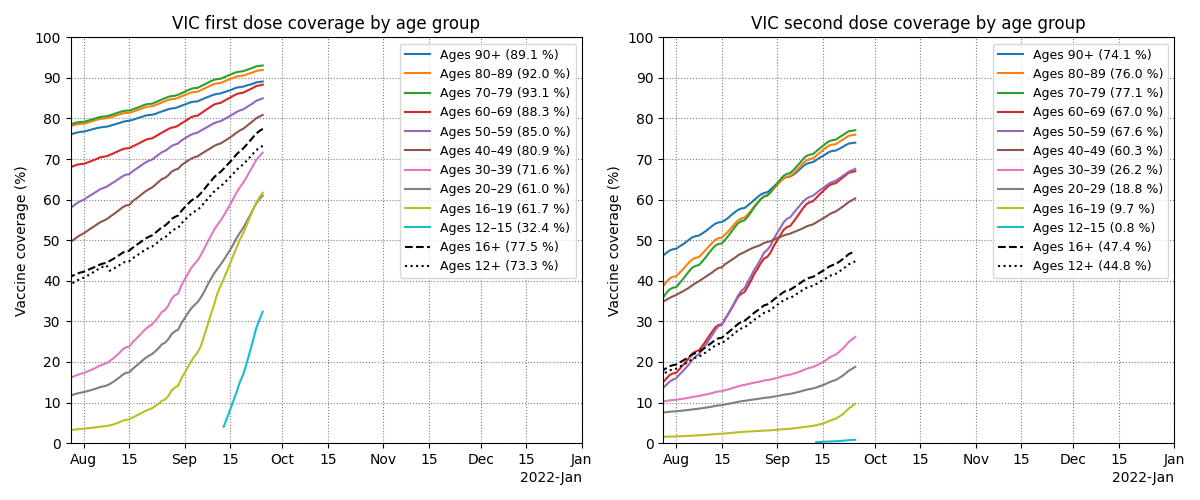 VIC first dose coverage by age group
Vaccine coverage (%)
100
90
80
70
60
50
40
30
20
10
0
Ages 90+ (89.1 %)
Ages 80–89 (92.0 %)
Ages 70–79 (93.1 %)
Ages 60–69 (88.3 %)
Ages 50–59 (85.0 %)
Ages 40–49 (80.9 %)
Ages 30–39 (71.6 %)
Ages 20–29 (61.0 %)
Ages 16–19 (61.7 %)
Ages 12–15 (32.4 %)
Ages 16+ (77.5 %)
Ages 12+ (73.3 %)
Aug 15 Sep 15 Oct 15 Nov 15 Dec 15 Jan
2022-Jan
VIC second dose coverage by age group
Vaccine coverage (%)
100
90
80
70
60
50
40
30
20
10
0
Ages 90+ (74.1 %)
Ages 80–89 (76.0 %)
Ages 70–79 (77.1 %)
Ages 60–69 (67.0 %)
Ages 50–59 (67.6 %)
Ages 40–49 (60.3 %)
Ages 30–39 (26.2 %)
Ages 20–29 (18.8 %)
Ages 16–19 (9.7 %)
Ages 12–15 (0.8 %)
Ages 16+ (47.4 %)
Ages 12+ (44.8 %)
Aug 15 Sep 15 Oct 15 Nov 15 Dec 15 Jan
2022-Jan